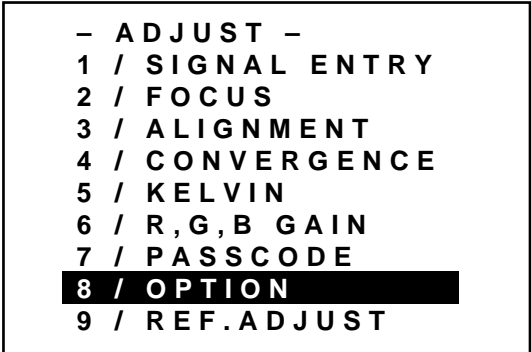 – ADJUST –
1 / SIGNAL ENTRY
2 / FOCUS
3 / ALIGNMENT
4 / CONVERGENCE
5 / KELVIN
6 / R,G,B GAIN
7 / PASSCODE
8 / OPTION
9 / REF.ADJUST